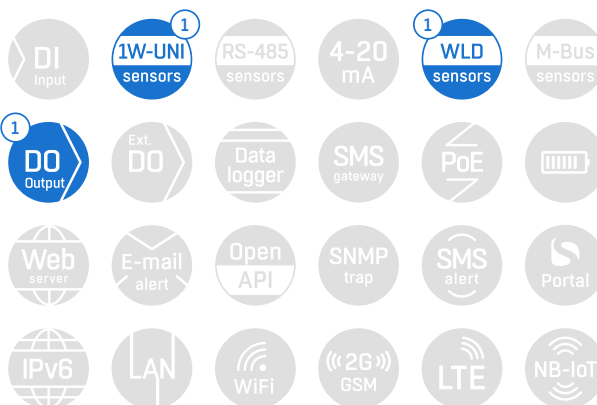 1
1
DI
Input
1W-UNI
sensors
RS-485
sensors
4-20
mA
WLD
sensors
M-Bus
sensors
1
DO
Output
Ext.
DO
Data
logger
SMS
gateway
PoE
Web
server
E-mail
alert
Open
API
SNMP
trap
SMS
alert
Portal
IPv6
LAN
WiFi
2G
GSM
LTE
NB-IoT